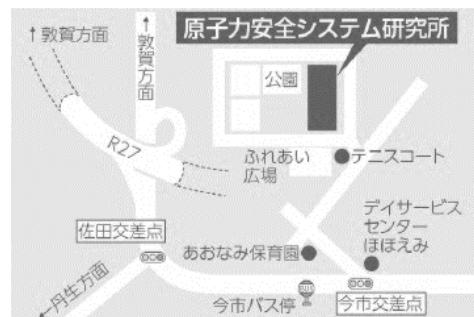 ↑敦賀方面
↑敦賀方面
原子力安全システム研究所
公園
R27
ふれあい
広場
テニスコート
デイサービス
センター
ほほえみ
佐田交差点
あおなみ保育園
←丹生方面
今市バス停
BUS
今市交差点